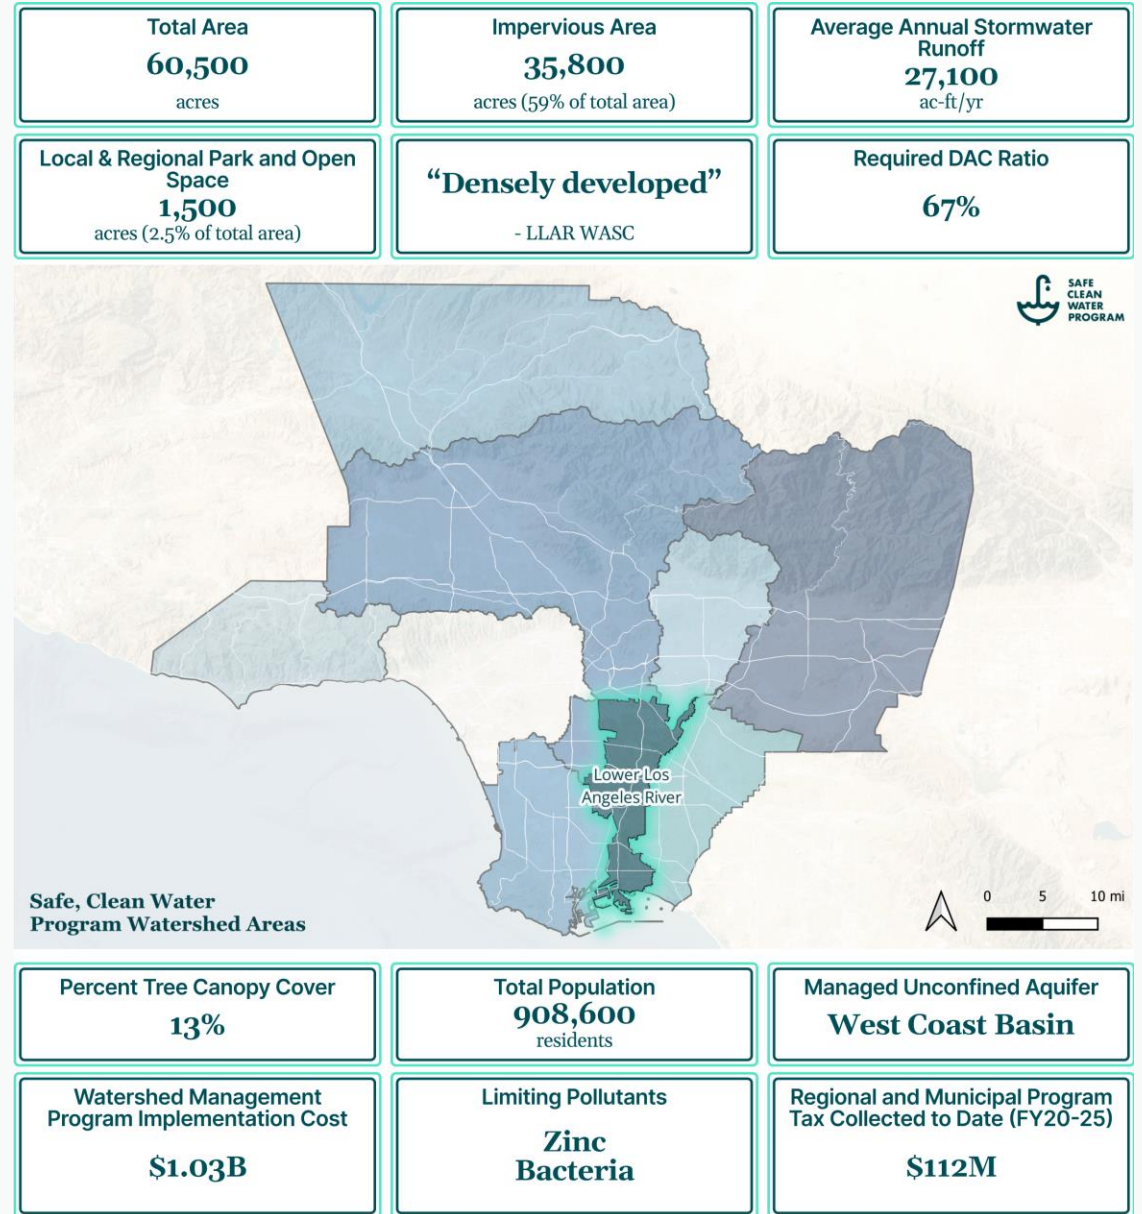 Total Area
60,500
acres
Impervious Area
35,800
acres (59% of total area)
Average Annual Stormwater
Runoff
27,100
ac-ft/yr
Local & Regional Park and Open
Space
1,500
acres (2.5% of total area)
“Densely developed”
- LLAR WASC
Required DAC Ratio
67%
SAFE
CLEAN
WATER
PROGRAM
Lower Los
Angeles River
Safe, Clean Water
Program Watershed Areas
0 5 10 mi
Percent Tree Canopy Cover
13%
Total Population
908,600
residents
Managed Unconfined Aquifer
West Coast Basin
Watershed Management
Program Implementation Cost
$1.03B
Limiting Pollutants
Zinc
Bacteria
Regional and Municipal Program
Tax Collected to Date (FY20-25)
$112M